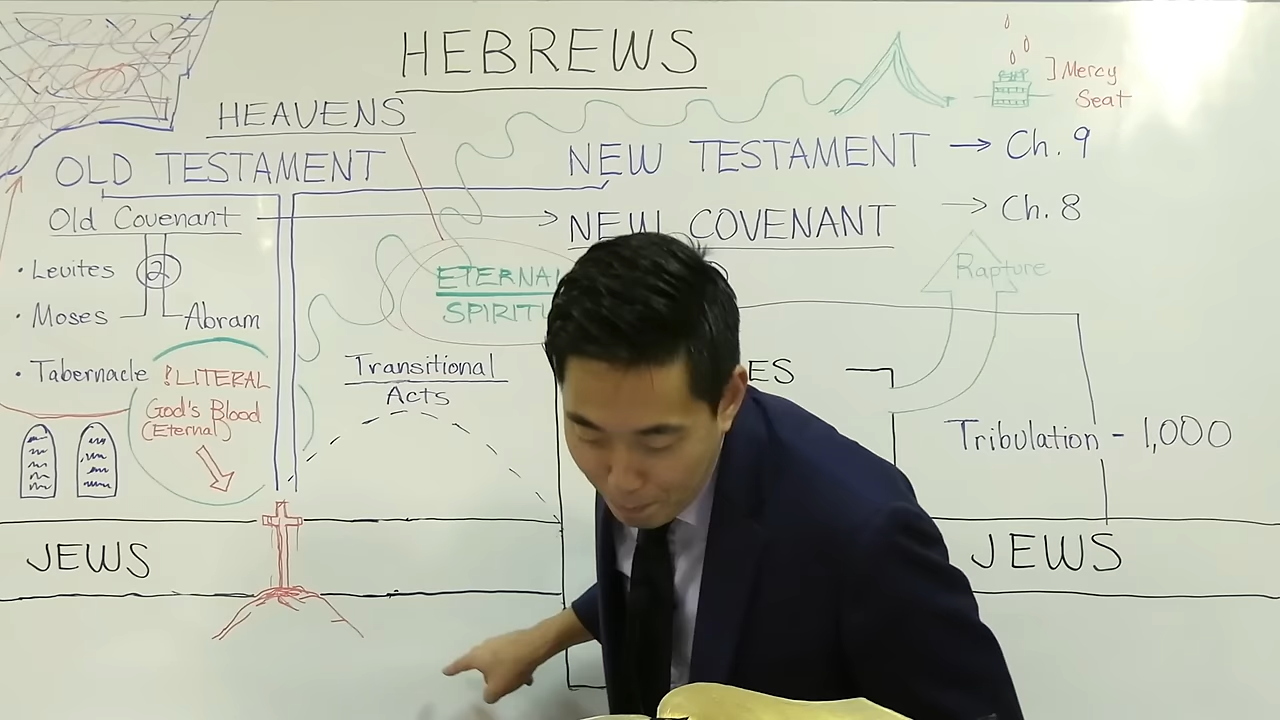 HEBREWS
] Mercy
Seat
HEAVENS
OLD TESTAMENT
NEW TESTAMENT → Ch. 9
Old Covenant
NEW COVENANT → Ch. 8
• Levites
2
• Moses
Abram
• Tabernacle
! LITERAL
God's Blood
(Eternal)
ETERNAL
SPIRIT
Transitional
Acts
Rapture
ES
Tribulation - 1,000
JEWS
JEWS